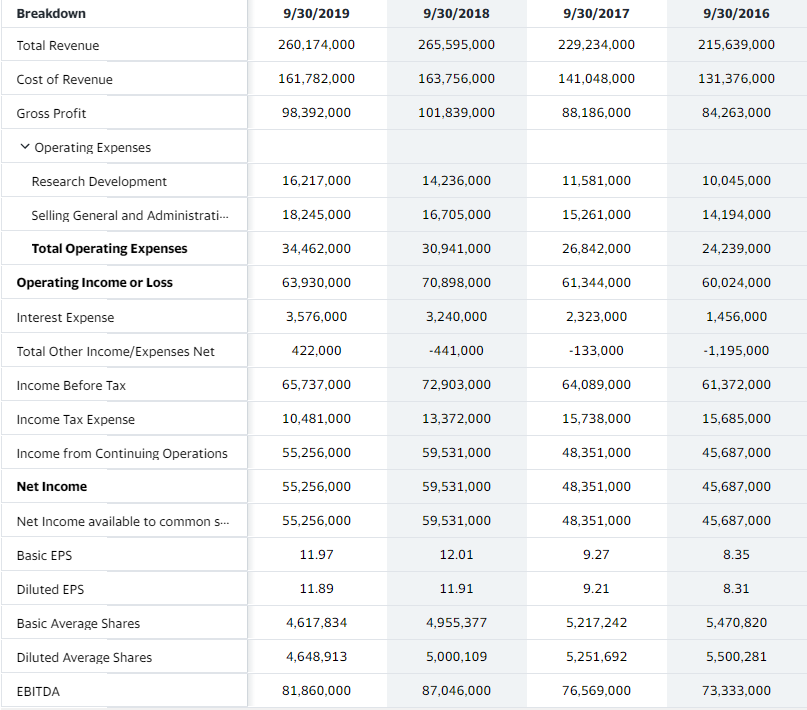 Breakdown 9/30/2019 9/30/2018 9/30/2017 9/30/2016
Total Revenue 260,174,000 265,595,000 229,234,000 215,639,000
Cost of Revenue 161,782,000 163,756,000 141,048,000 131,376,000
Gross Profit 98,392,000 101,839,000 88,186,000 84,263,000
Operating Expenses
Research Development 16,217,000 14,236,000 11,581,000 10,045,000
Selling General and Administrati... 18,245,000 16,705,000 15,261,000 14,194,000
Total Operating Expenses 34,462,000 30,941,000 26,842,000 24,239,000
Operating Income or Loss 63,930,000 70,898,000 61,344,000 60,024,000
Interest Expense 3,576,000 3,240,000 2,323,000 1,456,000
Total Other Income/Expenses Net 422,000 -441,000 -133,000 -1,195,000
Income Before Tax 65,737,000 72,903,000 64,089,000 61,372,000
Income Tax Expense 10,481,000 13,372,000 15,738,000 15,685,000
Income from Continuing Operations 55,256,000 59,531,000 48,351,000 45,687,000
Net Income 55,256,000 59,531,000 48,351,000 45,687,000
Net Income available to common s... 55,256,000 59,531,000 48,351,000 45,687,000
Basic EPS 11.97 12.01 9.27 8.35
Diluted EPS 11.89 11.91 9.21 8.31
Basic Average Shares 4,617,834 4,955,377 5,217,242 5,470,820
Diluted Average Shares 4,648,913 5,000,109 5,251,692 5,500,281
EBITDA 81,860,000 87,046,000 76,569,000 73,333,000